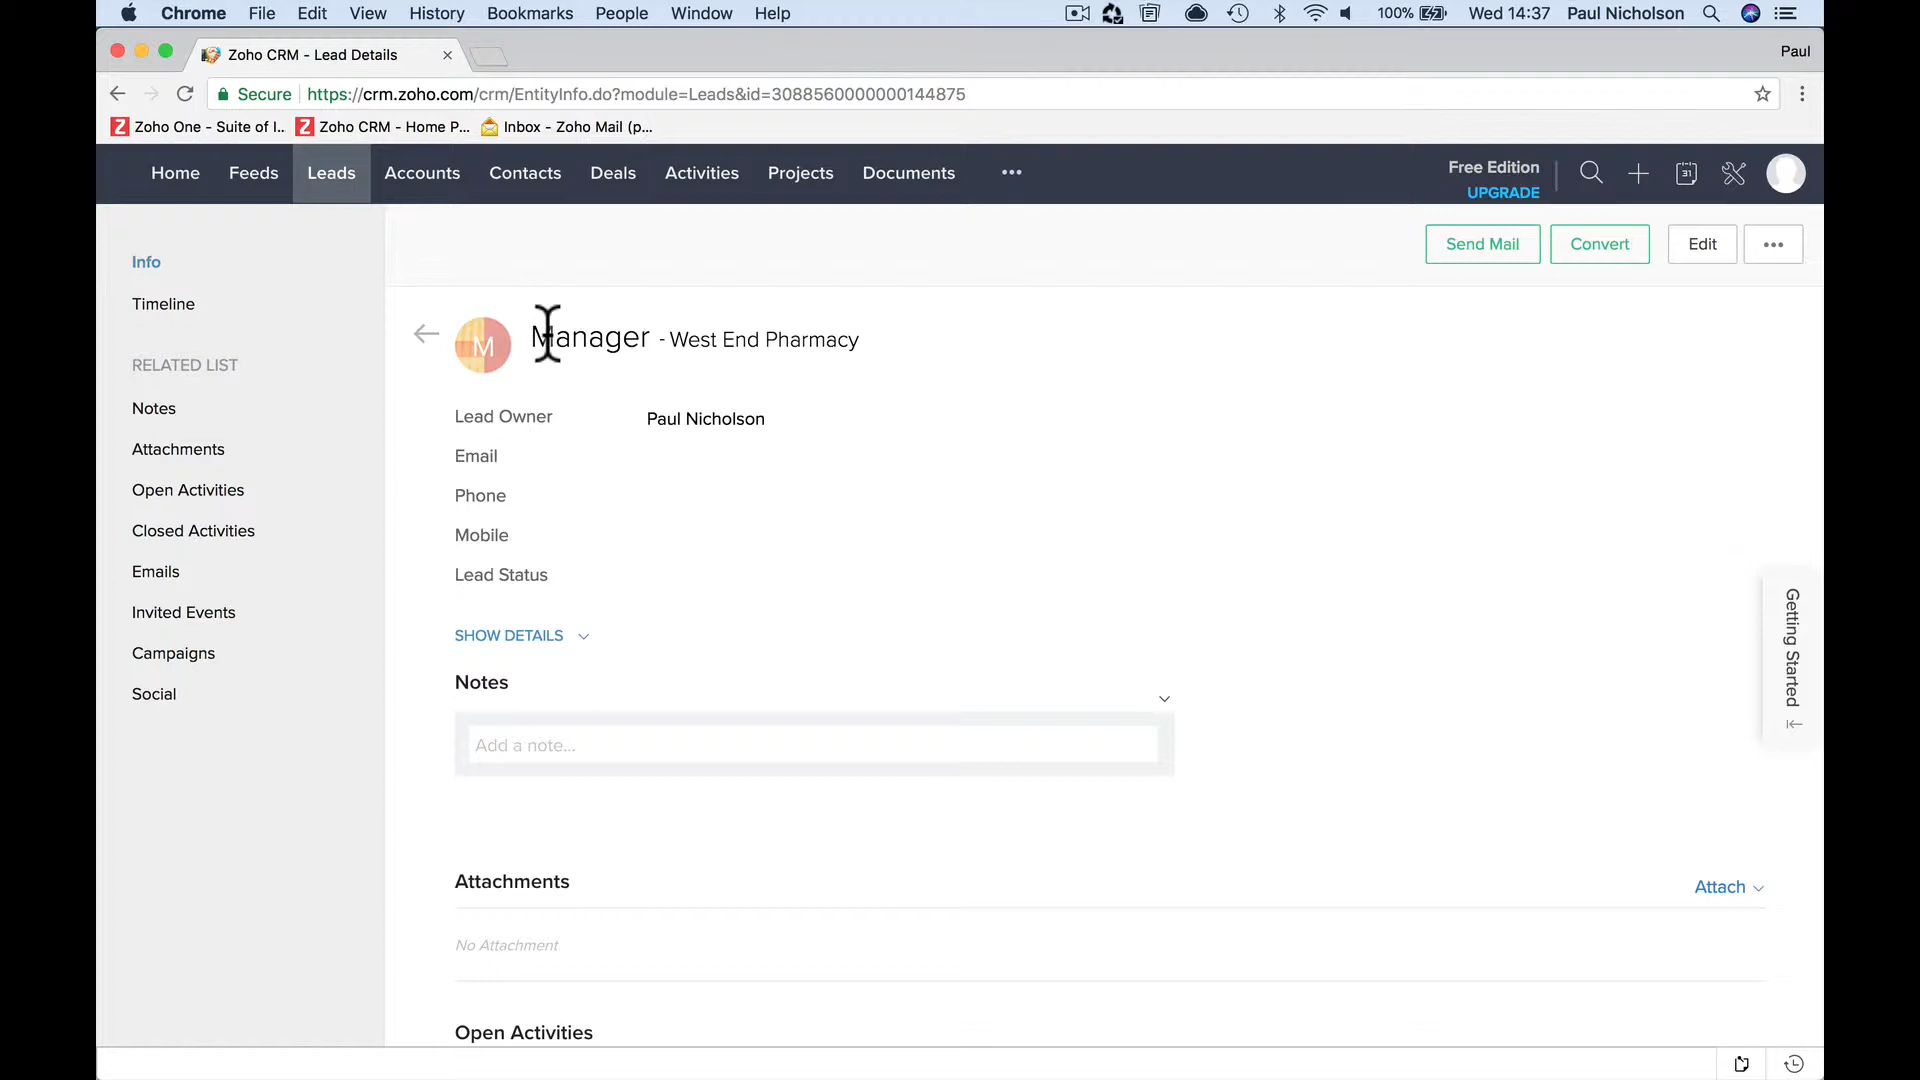 Chrome File Edit View History Bookmarks People Window Help 100% Wed 14:37 Paul Nicholson
Zoho CRM - Lead Details Paul
Secure https://crm.zoho.com/crm/EntityInfo.do?module=Leads&id=3088560000000144875
Zoho One - Suite of I... Zoho CRM - Home P... Inbox - Zoho Mail (p...
Home Feeds Leads Accounts Contacts Deals Activities Projects Documents ••• Free Edition
UPGRADE
31
Send Mail Convert Edit •••
Info
Timeline
RELATED LIST
Notes
Attachments
Open Activities
Closed Activities
Emails
Invited Events
Campaigns
Social
M Manager - West End Pharmacy
Lead Owner Paul Nicholson
Email
Phone
Mobile
Lead Status
SHOW DETAILS
Notes
Add a note...
Attachments Attach
No Attachment
Open Activities
Getting Started